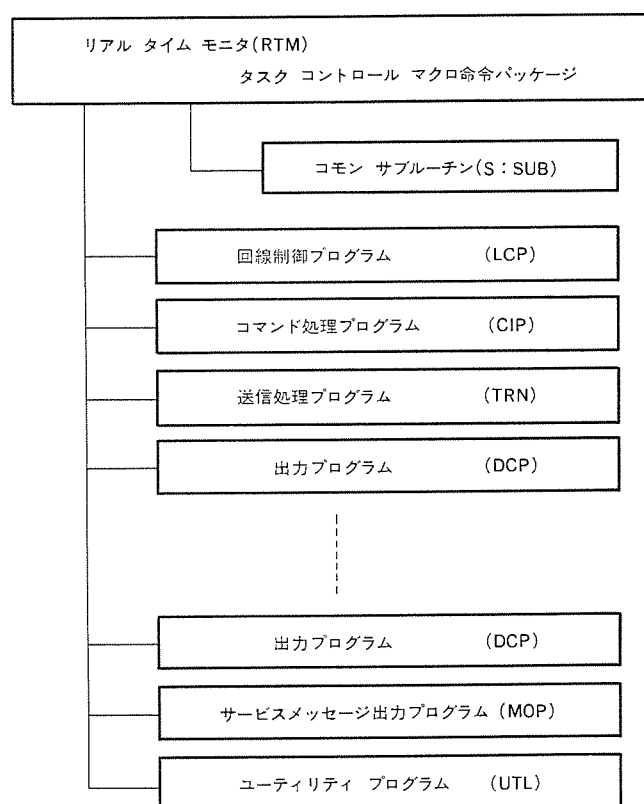 リアル タイム モニタ(RTM)
タスク コントロール マクロ命令パッケージ
コモン サブルーチン(S:SUB)
回線制御プログラム (LCP)
コマンド処理プログラム (CIP)
送信処理プログラム (TRN)
出力プログラム (DCP)
出力プログラム (DCP)
サービスメッセージ出力プログラム(MOP)
ユーティリティ プログラム (UTL)